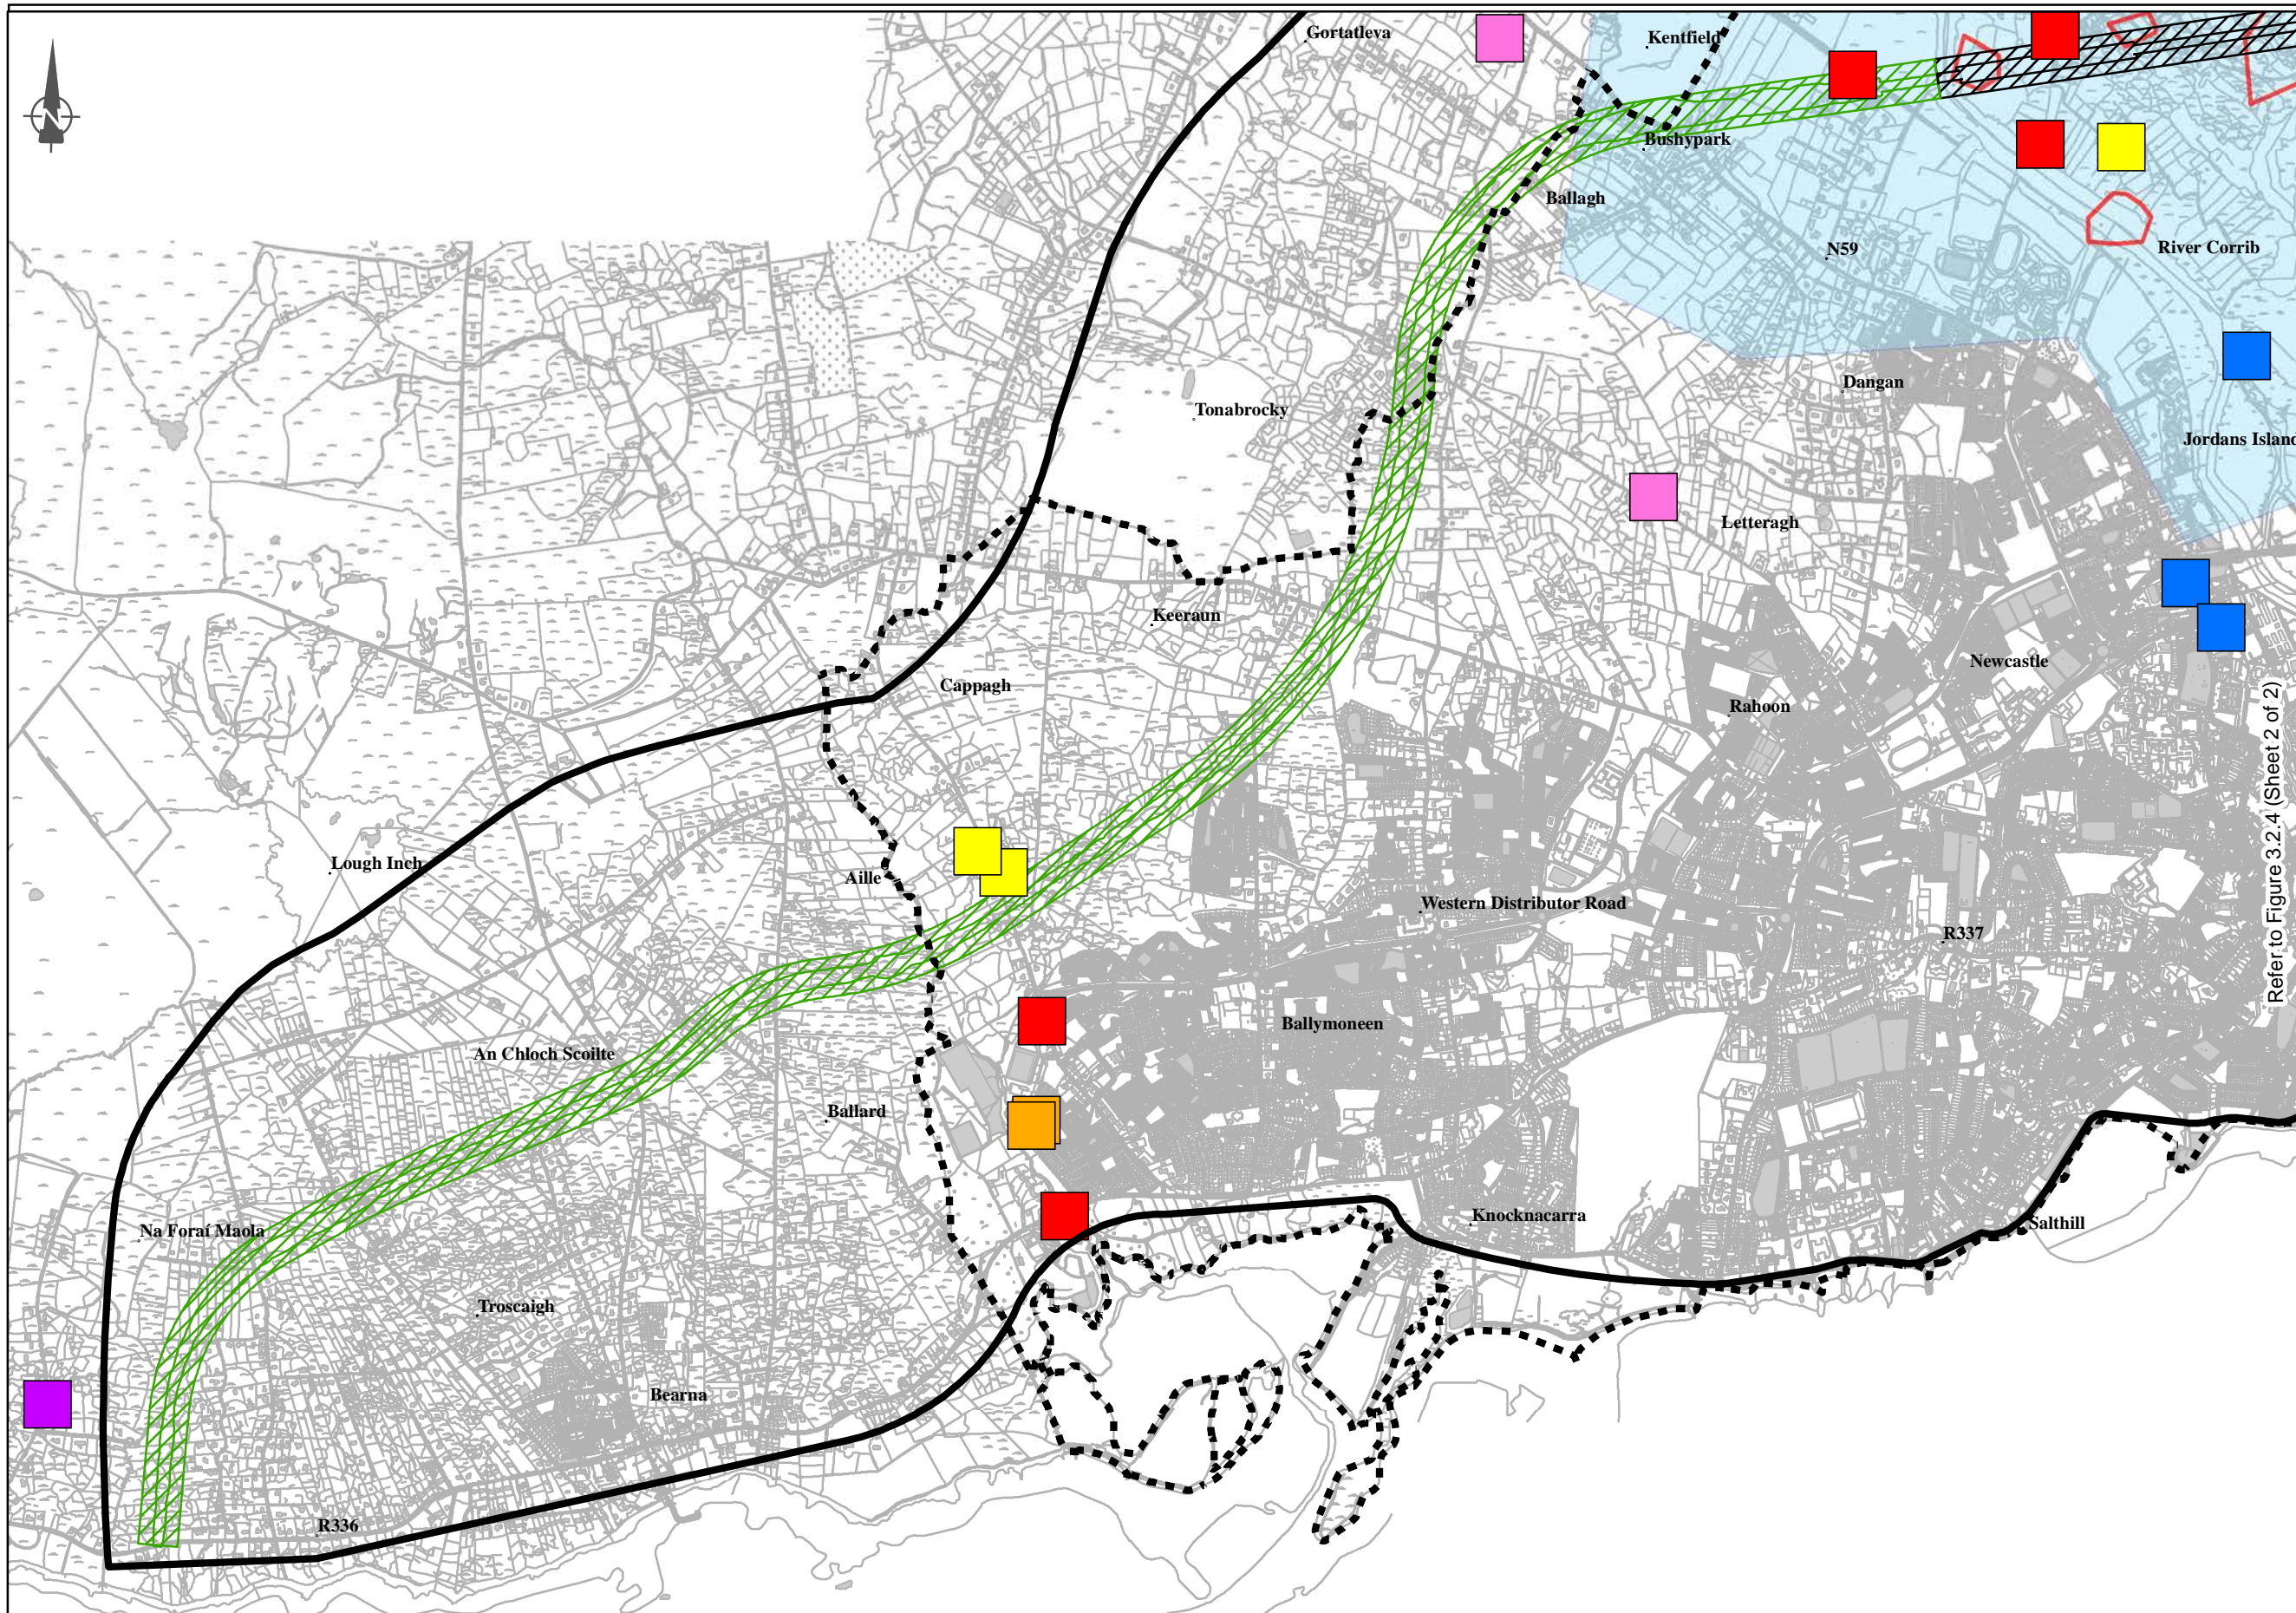 Gortatleva
Kentfield
Bushypark
Ballagh
N59
River Corrib
Dangan
Tonabrocky
Jordans Island
Letteragh
Keeraun
Newcastle
Cappagh
Rahoon
Lough Inch
Aille
Western Distributor Road
R337
Refer to Figure 3.2.4 (Sheet 2 of 2)
Ballymoneen
An Chloch Scoilte
Ballard
Na Foraí Maola
Knocknacarra
Salthill
Troscaigh
Bearna
R336
N